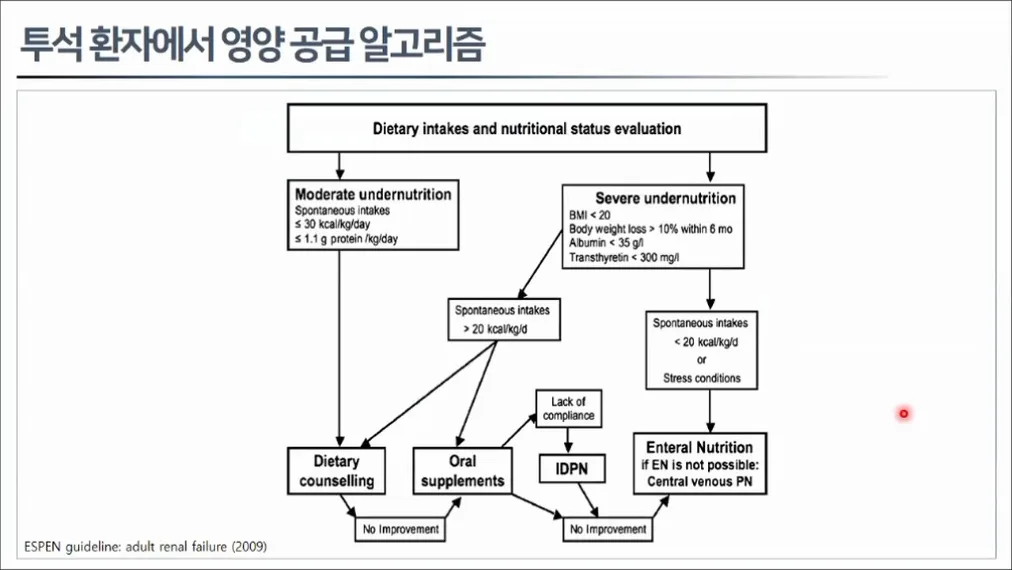 투석 환자에서 영양 공급 알고리즘
Dietary intakes and nutritional status evaluation
Moderate undernutrition
Spontaneous intakes
≤ 30 kcal/kg/day
≤ 1.1 g protein /kg/day
Severe undernutrition
BMI < 20
Body weight loss > 10% within 6 mo
Albumin < 35 g/l
Transthyretin < 300 mg/l
Spontaneous intakes
> 20 kcal/kg/d
Spontaneous intakes
< 20 kcal/kg/d
or
Stress conditions
Lack of
compliance
Dietary
counselling
Oral
supplements
IDPN
Enteral Nutrition
if EN is not possible:
Central venous PN
No Improvement
No Improvement
ESPEN guideline: adult renal failure (2009)